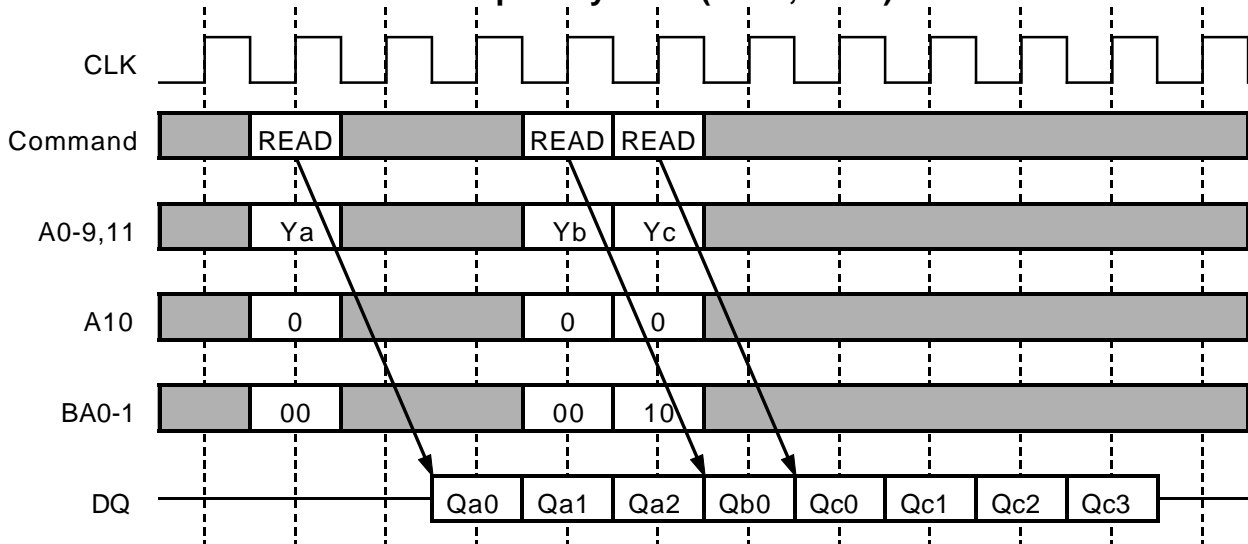 CLK
Command READ READ READ
A0-9,11 Ya Yb Yc
A10 0 0 0
BA0-1 00 00 10
DQ Qa0 Qa1 Qa2 Qb0 Qc0 Qc1 Qc2 Qc3